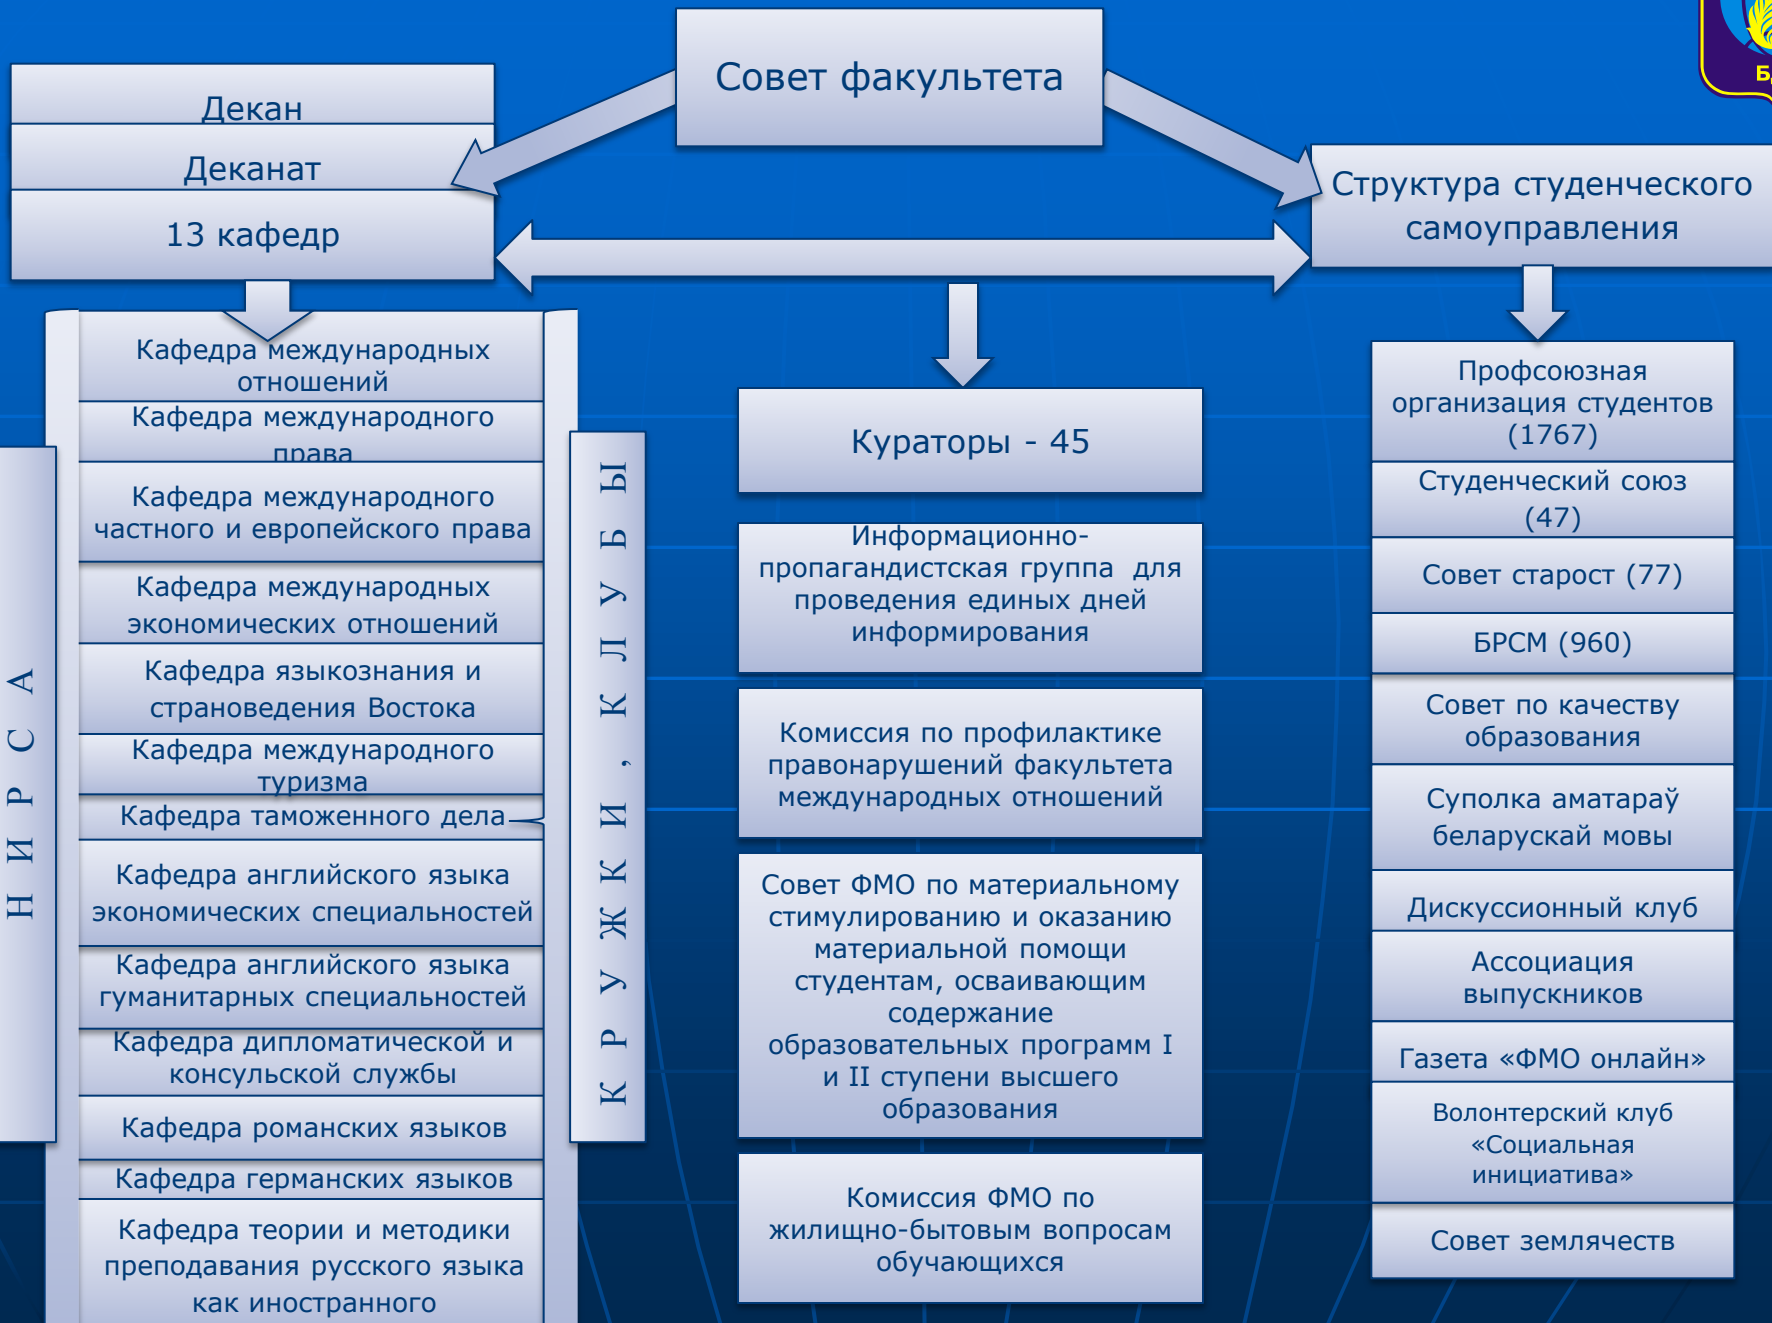 Совет факультета
Декан
Деканат
13 кафедр
Структура студенческого
самоуправления
Кафедра международных
отношений
Кафедра международного
права
Кафедра международного
частного и европейского права
Кафедра международных
экономических отношений
Кафедра языкознания и
страноведения Востока
Кафедра международного
туризма
Кафедра таможенного дела
Кафедра английского языка
экономических специальностей
Кафедра английского языка
гуманитарных специальностей
Кафедра дипломатической и
консульской службы
Кафедра романских языков
Кафедра германских языков
Кафедра теории и методики
преподавания русского языка
как иностранного
Н И Р С А
К Р У Ж К И , К Л У Б Ы
Кураторы - 45
Информационно-
пропагандистская группа для
проведения единых дней
информирования
Комиссия по профилактике
правонарушений факультета
международных отношений
Совет ФМО по материальному
стимулированию и оказанию
материальной помощи
студентам, осваивающим
содержание
образовательных программ I
и II ступени высшего
образования
Комиссия ФМО по
жилищно-бытовым вопросам
обучающихся
Профсоюзная
организация студентов
(1767)
Студенческий союз
(47)
Совет старост (77)
БРСМ (960)
Совет по качеству
образования
Суполка аматараў
беларускай мовы
Дискуссионный клуб
Ассоциация
выпускников
Газета «ФМО онлайн»
Волонтерский клуб
«Социальная
инициатива»
Совет землячеств